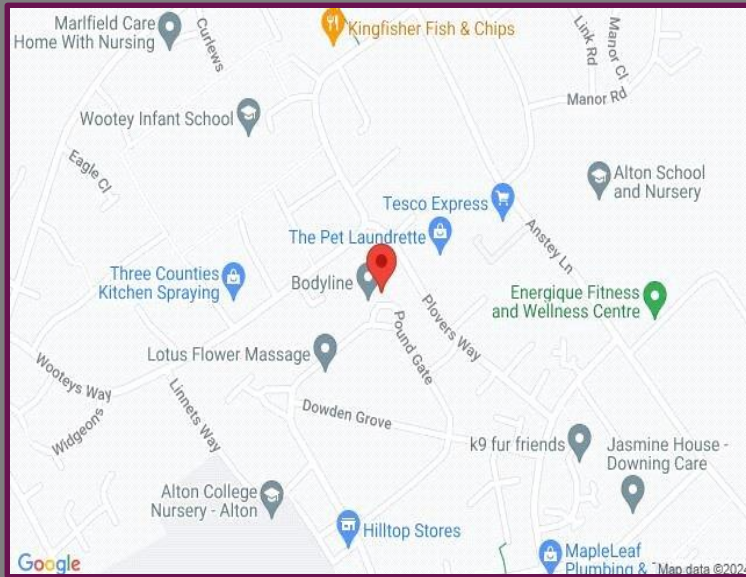 Marlfield Care
Home With Nursing
Curlews
Kingfisher Fish & Chips
Link Rd
Manor Cl
Manor Rd
Wootey Infant School
Eagle Cl
Alton School
and Nursery
Tesco Express
The Pet Laundrette
Anstey Ln
Three Counties
Kitchen Spraying
Bodyline
Energique Fitness
and Wellness Centre
Plovers Way
Pound Gate
Lotus Flower Massage
Wooteys Way
Widgeons
Linnets Way
Dowden Grove
k9 fur friends
Jasmine House -
Downing Care
Alton College
Nursery - Alton
Hilltop Stores
MapleLeaf
Plumbing &
Google
Map data ©2024